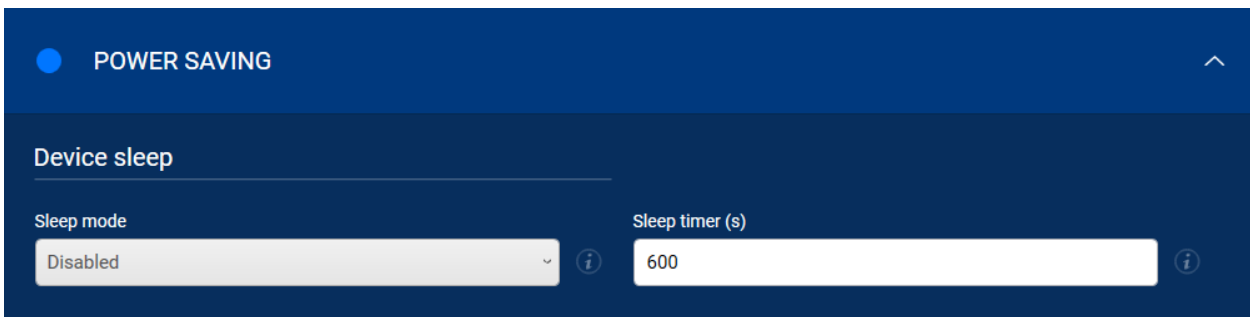 POWER SAVING
Device sleep
Sleep mode
Sleep timer (s)
Disabled
i
600
i